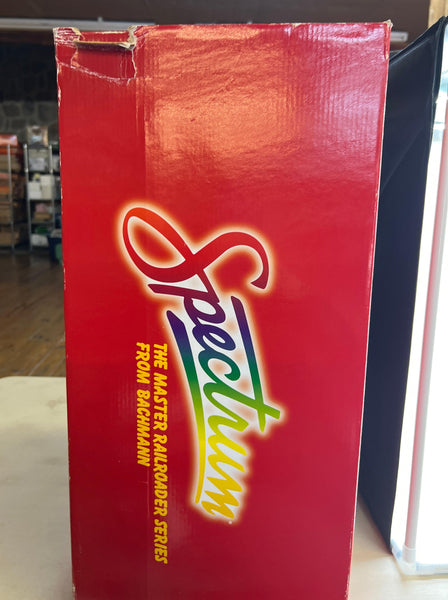 Spectrum
THE MASTER RAILROADER SERIES
FROM BACHMANN